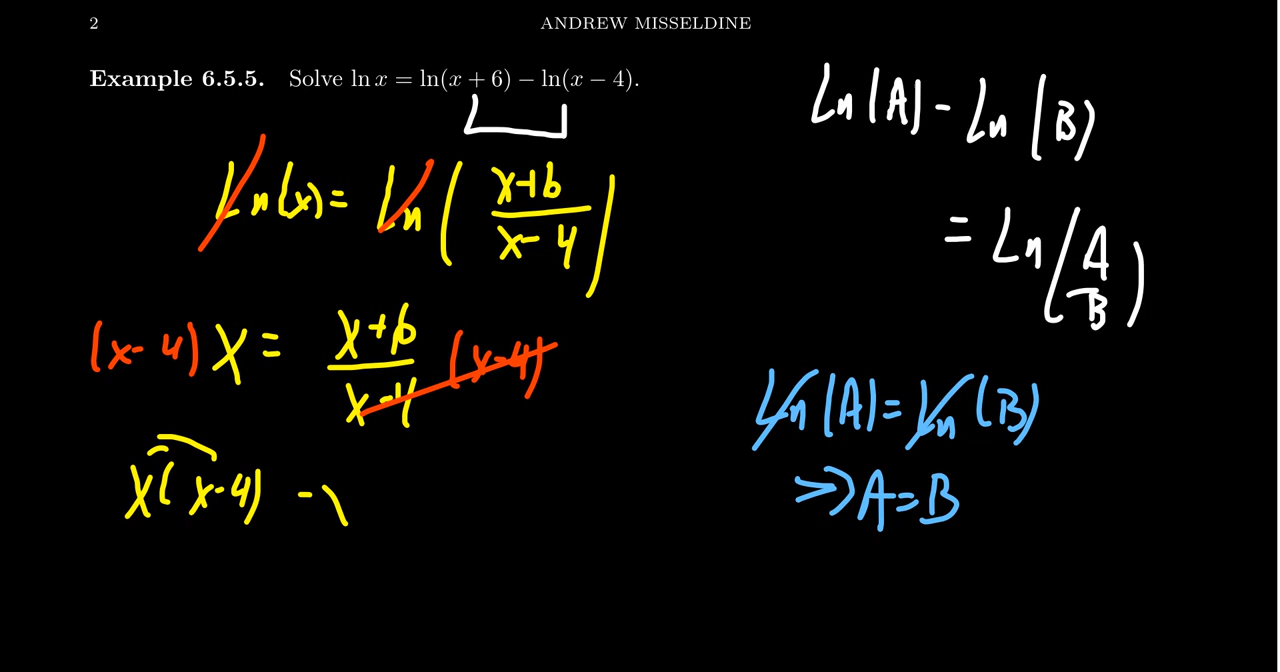 2 ANDREW MISSELDINE
Example 6.5.5. Solve ln x = ln(x + 6) − ln(x − 4).
Ln(A) - Ln(B)
= Ln(A/B)
Ln(x) = Ln((x+6)/(x-4))
(x-4) x = (x+6)/(x-4) (x-4)
Ln(A) = Ln(B)
⇒ A = B
x(x-4) -